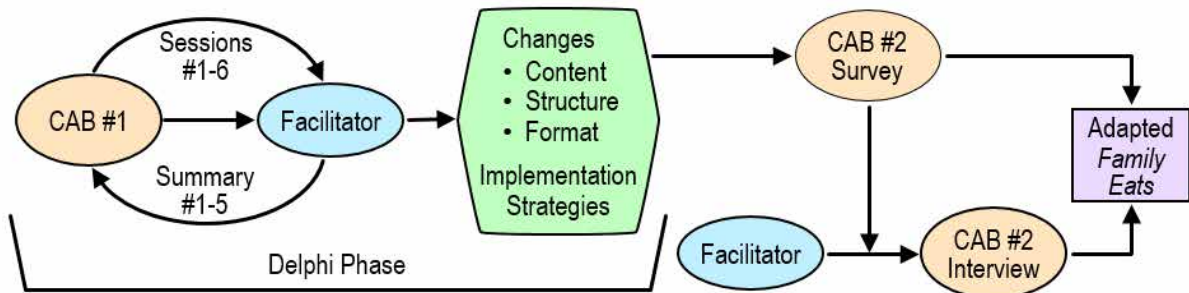 Sessions
#1-6
CAB #1
Facilitator
Summary
#1-5
Delphi Phase
Changes
• Content
• Structure
• Format
Implementation
Strategies
CAB #2
Survey
Facilitator
CAB #2
Interview
Adapted
Family
Eats